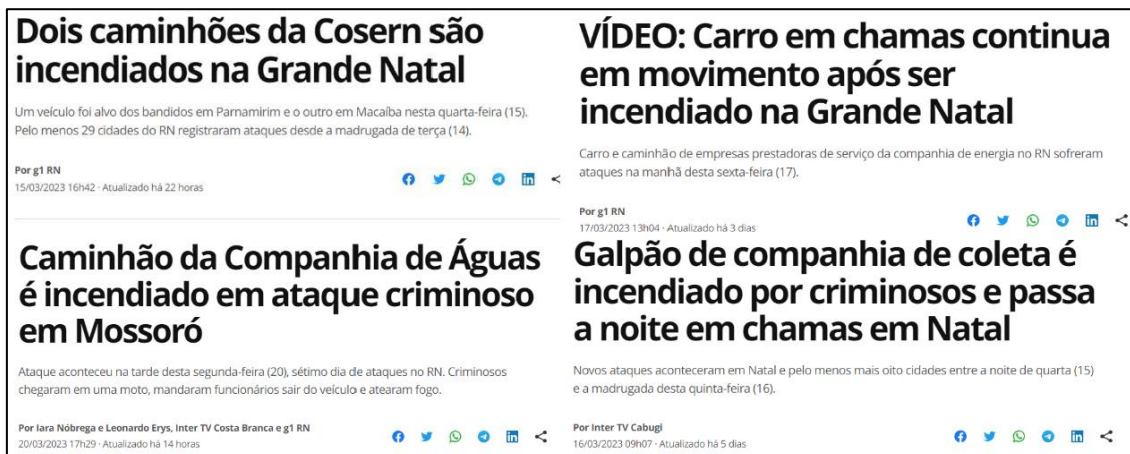 Dois caminhões da Cosern são
incendiados na Grande Natal
Um veículo foi alvo dos bandidos em Parnamirim e o outro em Macaíba nesta quarta-feira (15).
Pelo menos 29 cidades do RN registraram ataques desde a madrugada de terça (14).
Por g1 RN
15/03/2023 16h42 · Atualizado há 22 horas
VÍDEO: Carro em chamas continua
em movimento após ser
incendiado na Grande Natal
Carro e caminhão de empresas prestadoras de serviço da companhia de energia no RN sofreram
ataques na manhã desta sexta-feira (17).
Por g1 RN
17/03/2023 13h04 · Atualizado há 3 dias
Caminhão da Companhia de Águas
é incendiado em ataque criminoso
em Mossoró
Ataque aconteceu na tarde desta segunda-feira (20), sétimo dia de ataques no RN. Criminosos
chegaram em uma moto, mandaram funcionários sair do veículo e atearam fogo.
Por Iara Nóbrega e Leonardo Erys, Inter TV Costa Branca e g1 RN
20/03/2023 17h29 · Atualizado há 14 horas
Galpão de companhia de coleta é
incendiado por criminosos e passa
a noite em chamas em Natal
Novos ataques aconteceram em Natal e pelo menos mais oito cidades entre a noite de quarta (15)
e a madrugada desta quinta-feira (16).
Por Inter TV Cabugi
16/03/2023 09h07 · Atualizado há 5 dias